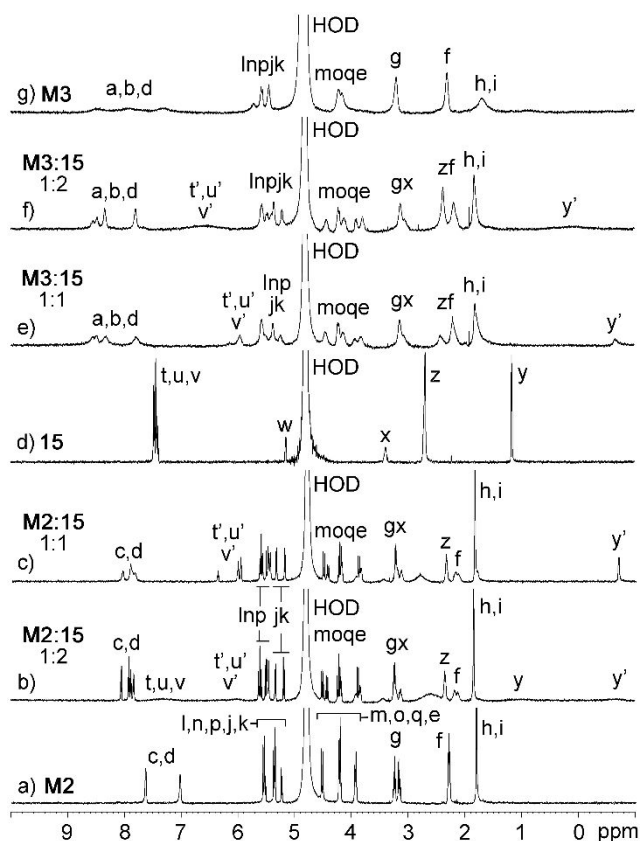 HOD
g) M3
a,b,d
lnpjk
moqe
g
f
h,i
HOD
M3:15
1:2
f)
a,b,d
t',u'
v'
lnpjk
moqe
gx
zf
h,i
y'
HOD
M3:15
1:1
e)
a,b,d
t',u'
v'
lnp
jk
moqe
gx
zf
h,i
y'
HOD
d) 15
t,u,v
w
x
z
y
HOD
M2:15
1:1
c)
c,d
t',u'
v'
moqe
gx
z
f
h,i
y'
lnp
jk
HOD
M2:15
1:2
b)
c,d
t,u,v
t',u'
v'
moqe
gx
z
f
h,i
y
y'
a) M2
c,d
l,n,p,j,k
m,o,q,e
g
f
h,i
9 8 7 6 5 4 3 2 1 0 ppm